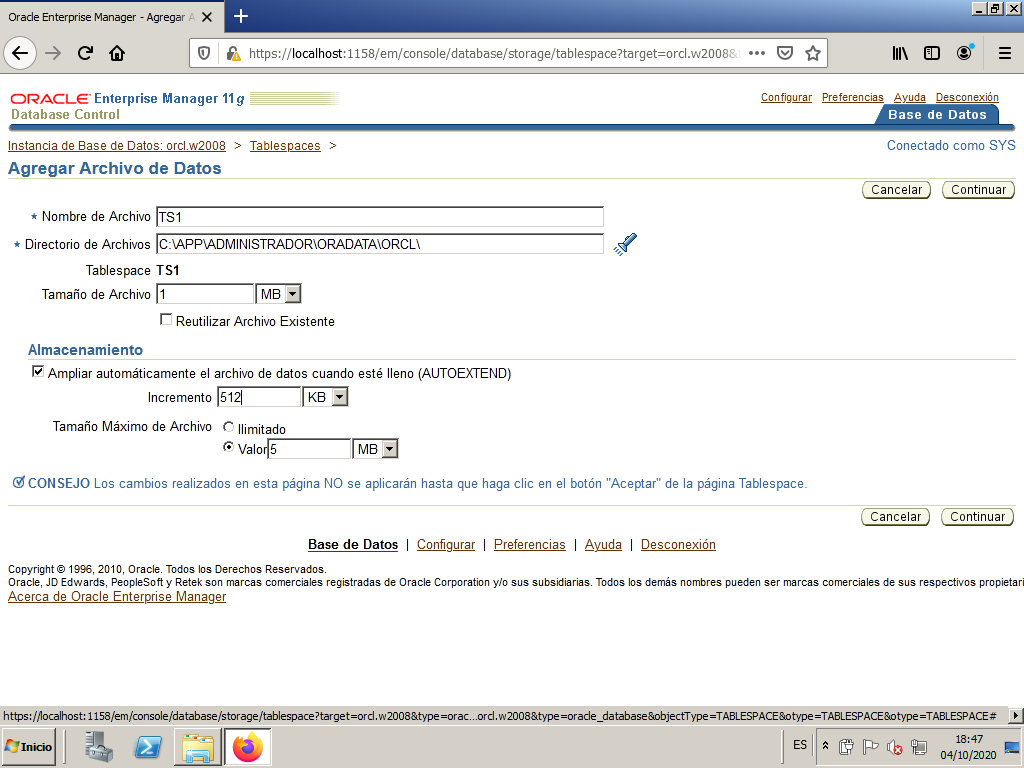 Oracle Enterprise Manager - Agregar A
https://localhost:1158/em/console/database/storage/tablespace?target=orcl.w2008&
ORACLE Enterprise Manager 11g
Database Control
Configurar Preferencias Ayuda Desconexión
Base de Datos
Instancia de Base de Datos: orcl.w2008 > Tablespaces >
Conectado como SYS
Agregar Archivo de Datos
Cancelar Continuar
* Nombre de Archivo TS1
* Directorio de Archivos C:\APP\ADMINISTRADOR\ORADATA\ORCL\
Tablespace TS1
Tamaño de Archivo 1 MB
Reutilizar Archivo Existente
Almacenamiento
Ampliar automáticamente el archivo de datos cuando esté lleno (AUTOEXTEND)
Incremento 512 KB
Tamaño Máximo de Archivo Ilimitado
Valor 5 MB
CONSEJO Los cambios realizados en esta página NO se aplicarán hasta que haga clic en el botón "Aceptar" de la página Tablespace.
Cancelar Continuar
Base de Datos | Configurar | Preferencias | Ayuda | Desconexión
Copyright © 1996, 2010, Oracle. Todos los Derechos Reservados.
Oracle, JD Edwards, PeopleSoft y Retek son marcas comerciales registradas de Oracle Corporation y/o sus subsidiarias. Todos los demás nombres pueden ser marcas comerciales de sus respectivos propietari
Acerca de Oracle Enterprise Manager
https://localhost:1158/em/console/database/storage/tablespace?target=orcl.w2008&type=orac...orcl.w2008&type=oracle_database&objectType=TABLESPACE&otype=TABLESPACE&otype=TABLESPACE#
Inicio
ES
18:47
04/10/2020